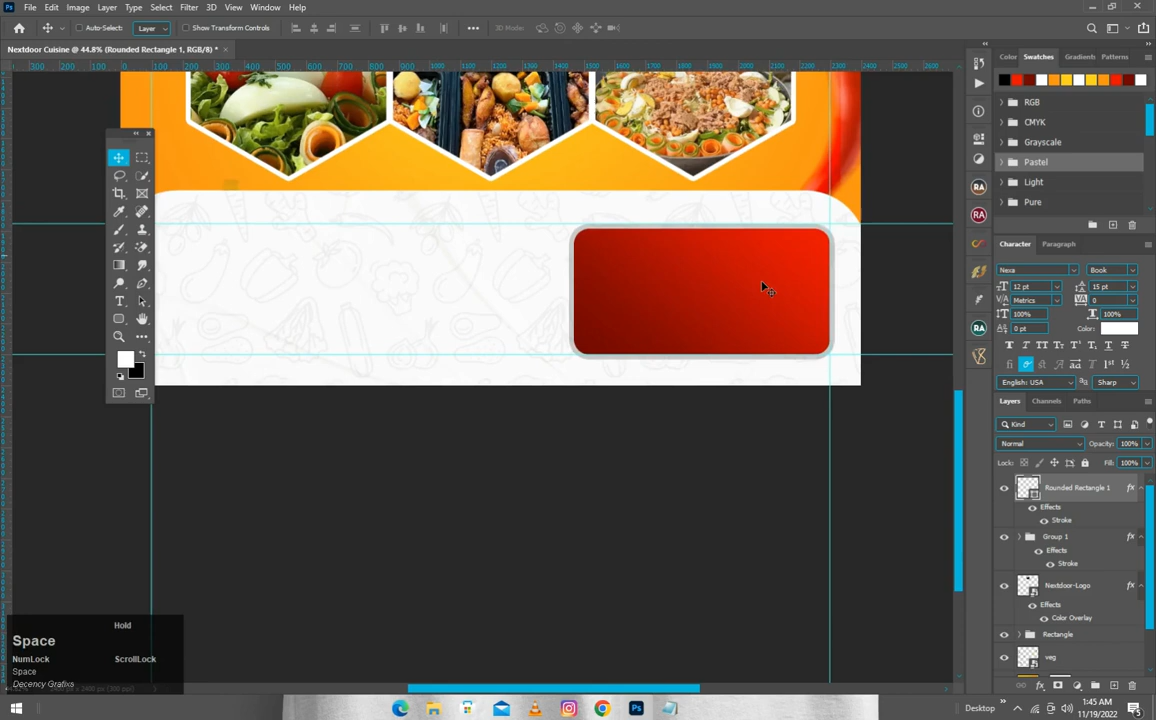 File Edit Image Layer Type Select Filter 3D View Window Help
Auto-Select: Layer Show Transform Controls 3D Mode:
Nextdoor Cuisine @ 44.8% (Rounded Rectangle 1, RGB/8) *
Color Swatches Gradients Patterns
RGB
CMYK
Grayscale
Pastel
Light
Pure
Character Paragraph
Nexa Book
12 pt 15 pt
Metrics 0
100% 100%
0 pt Color:
English: USA Sharp
Layers Channels Paths
Kind
Normal Opacity: 100%
Lock: Fill: 100%
Rounded Rectangle 1 fx
Effects
Stroke
Group 1 fx
Effects
Stroke
Nextdoor-Logo fx
Effects
Color Overlay
Rectangle
veg
Hold
Space
NumLock ScrollLock
Space
Decency Grafixs
Desktop
1:45 AM
11/19/2022